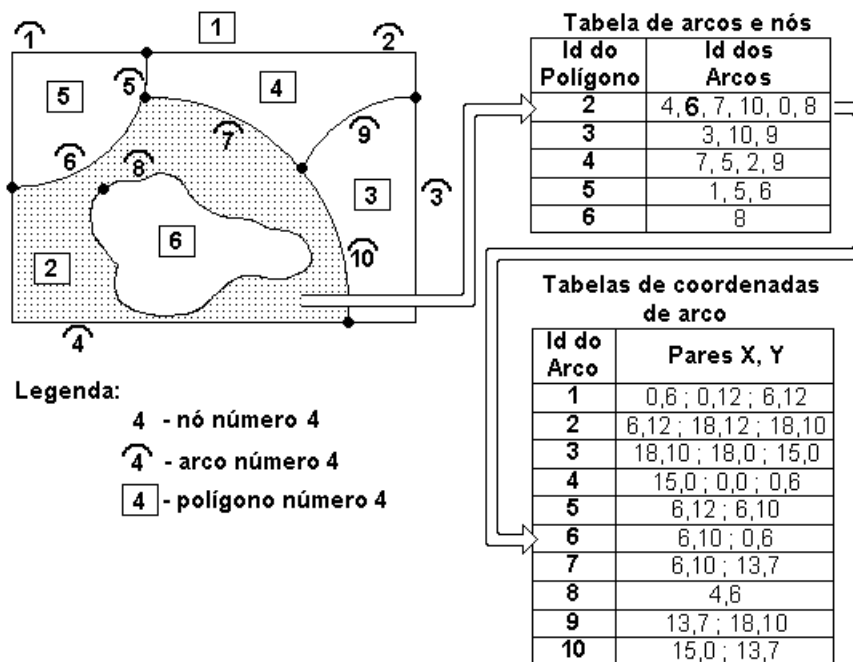 1
1
2
5
5
4
7
9
6
8
3
3
6
2
10
4
Legenda:
4 - nó número 4
4 - arco número 4
4 - polígono número 4
Tabela de arcos e nós
Id do Polígono Id dos Arcos
2 4, 6, 7, 10, 0, 8
3 3, 10, 9
4 7, 5, 2, 9
5 1, 5, 6
6 8
Tabelas de coordenadas
de arco
Id do Arco Pares X, Y
1 0,6 ; 0,12 ; 6,12
2 6,12 ; 18,12 ; 18,10
3 18,10 ; 18,0 ; 15,0
4 15,0 ; 0,0 ; 0,6
5 6,12 ; 6,10
6 6,10 ; 0,6
7 6,10 ; 13,7
8 4,6
9 13,7 ; 18,10
10 15,0 ; 13,7